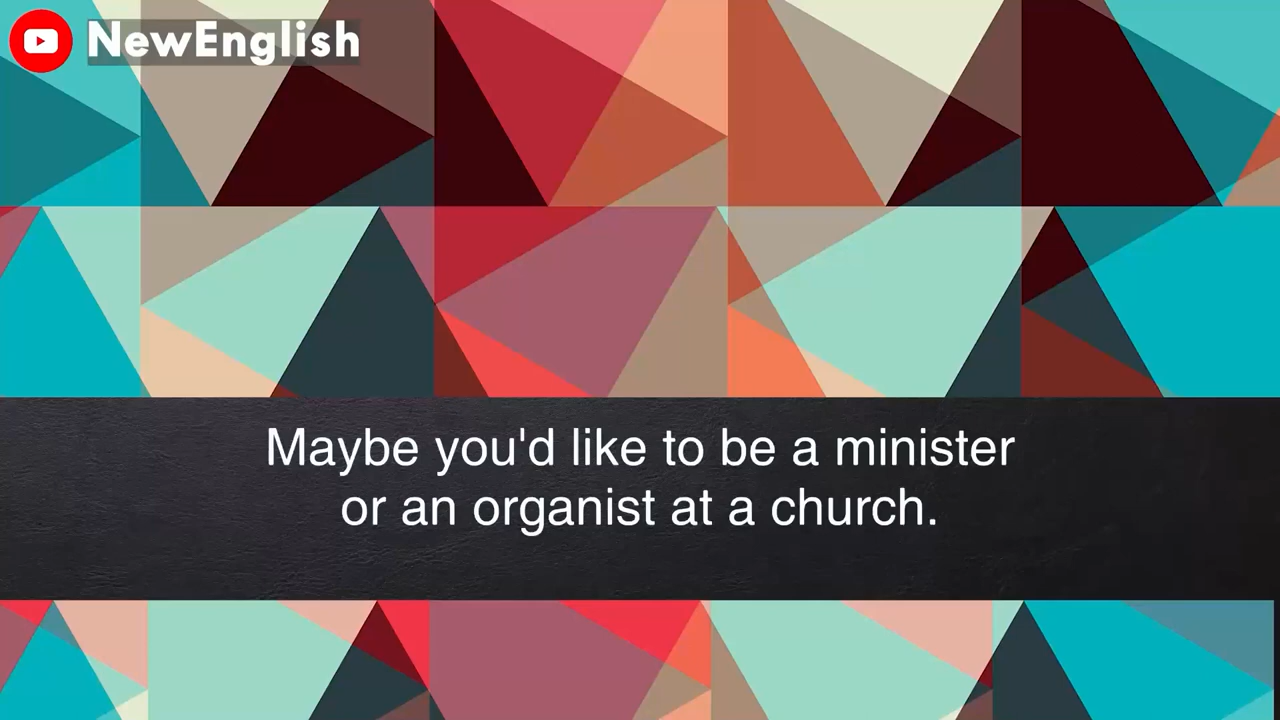 NewEnglish
Maybe you'd like to be a minister
or an organist at a church.